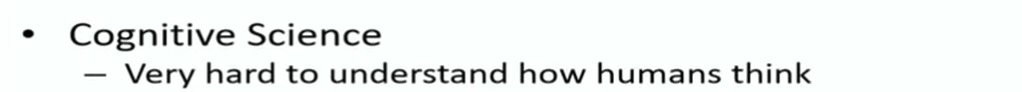 • Cognitive Science
– Very hard to understand how humans think